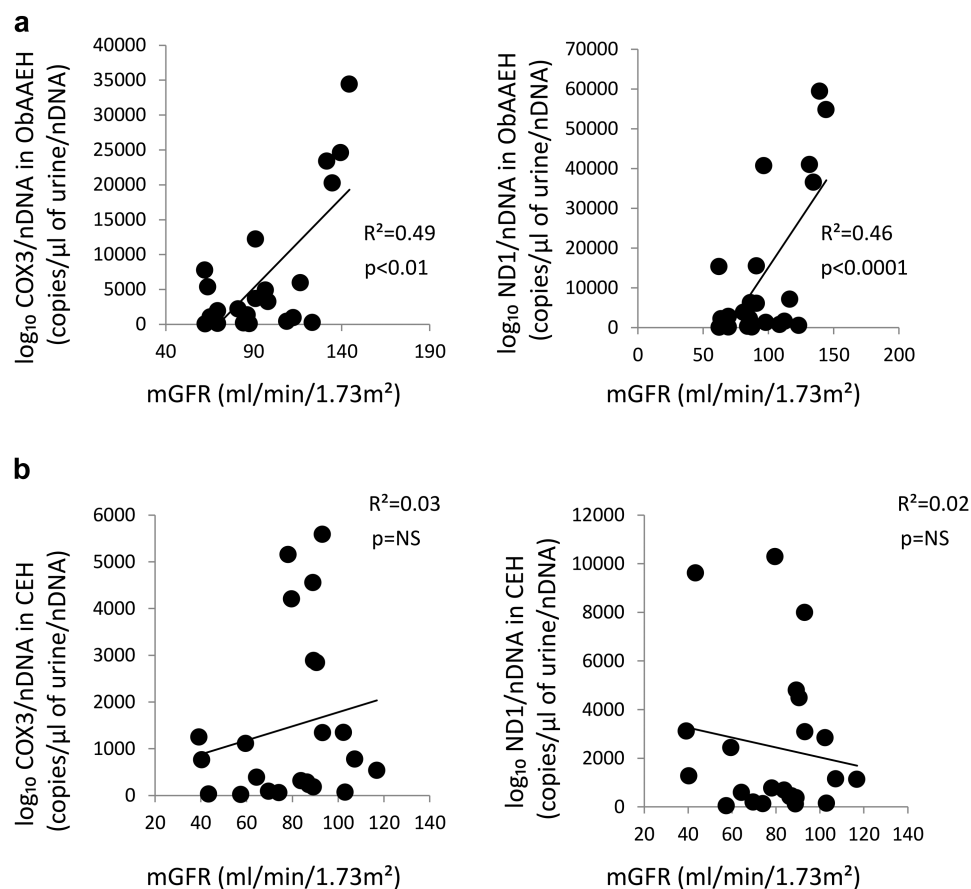 a
log₁₀ COX3/nDNA in ObAAEH
(copies/µl of urine/nDNA)
40000
35000
30000
25000
20000
15000
10000
5000
0
40
90
140
190
R²=0.49
p<0.01
mGFR (ml/min/1.73m²)
log₁₀ ND1/nDNA in ObAAEH
(copies/µl of urine/nDNA)
70000
60000
50000
40000
30000
20000
10000
0
0
50
100
150
200
R²=0.46
p<0.0001
mGFR (ml/min/1.73m²)
b
log₁₀ COX3/nDNA in CEH
(copies/µl of urine/nDNA)
6000
5000
4000
3000
2000
1000
0
20
40
60
80
100
120
140
R²=0.03
p=NS
mGFR (ml/min/1.73m²)
log₁₀ ND1/nDNA in CEH
(copies/µl of urine/nDNA)
12000
10000
8000
6000
4000
2000
0
20
40
60
80
100
120
140
R²=0.02
p=NS
mGFR (ml/min/1.73m²)